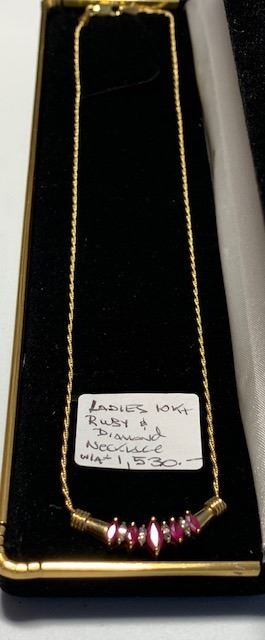 LADIES 10KT
RUBY &
DIAMOND
NECKLACE
1,530.-